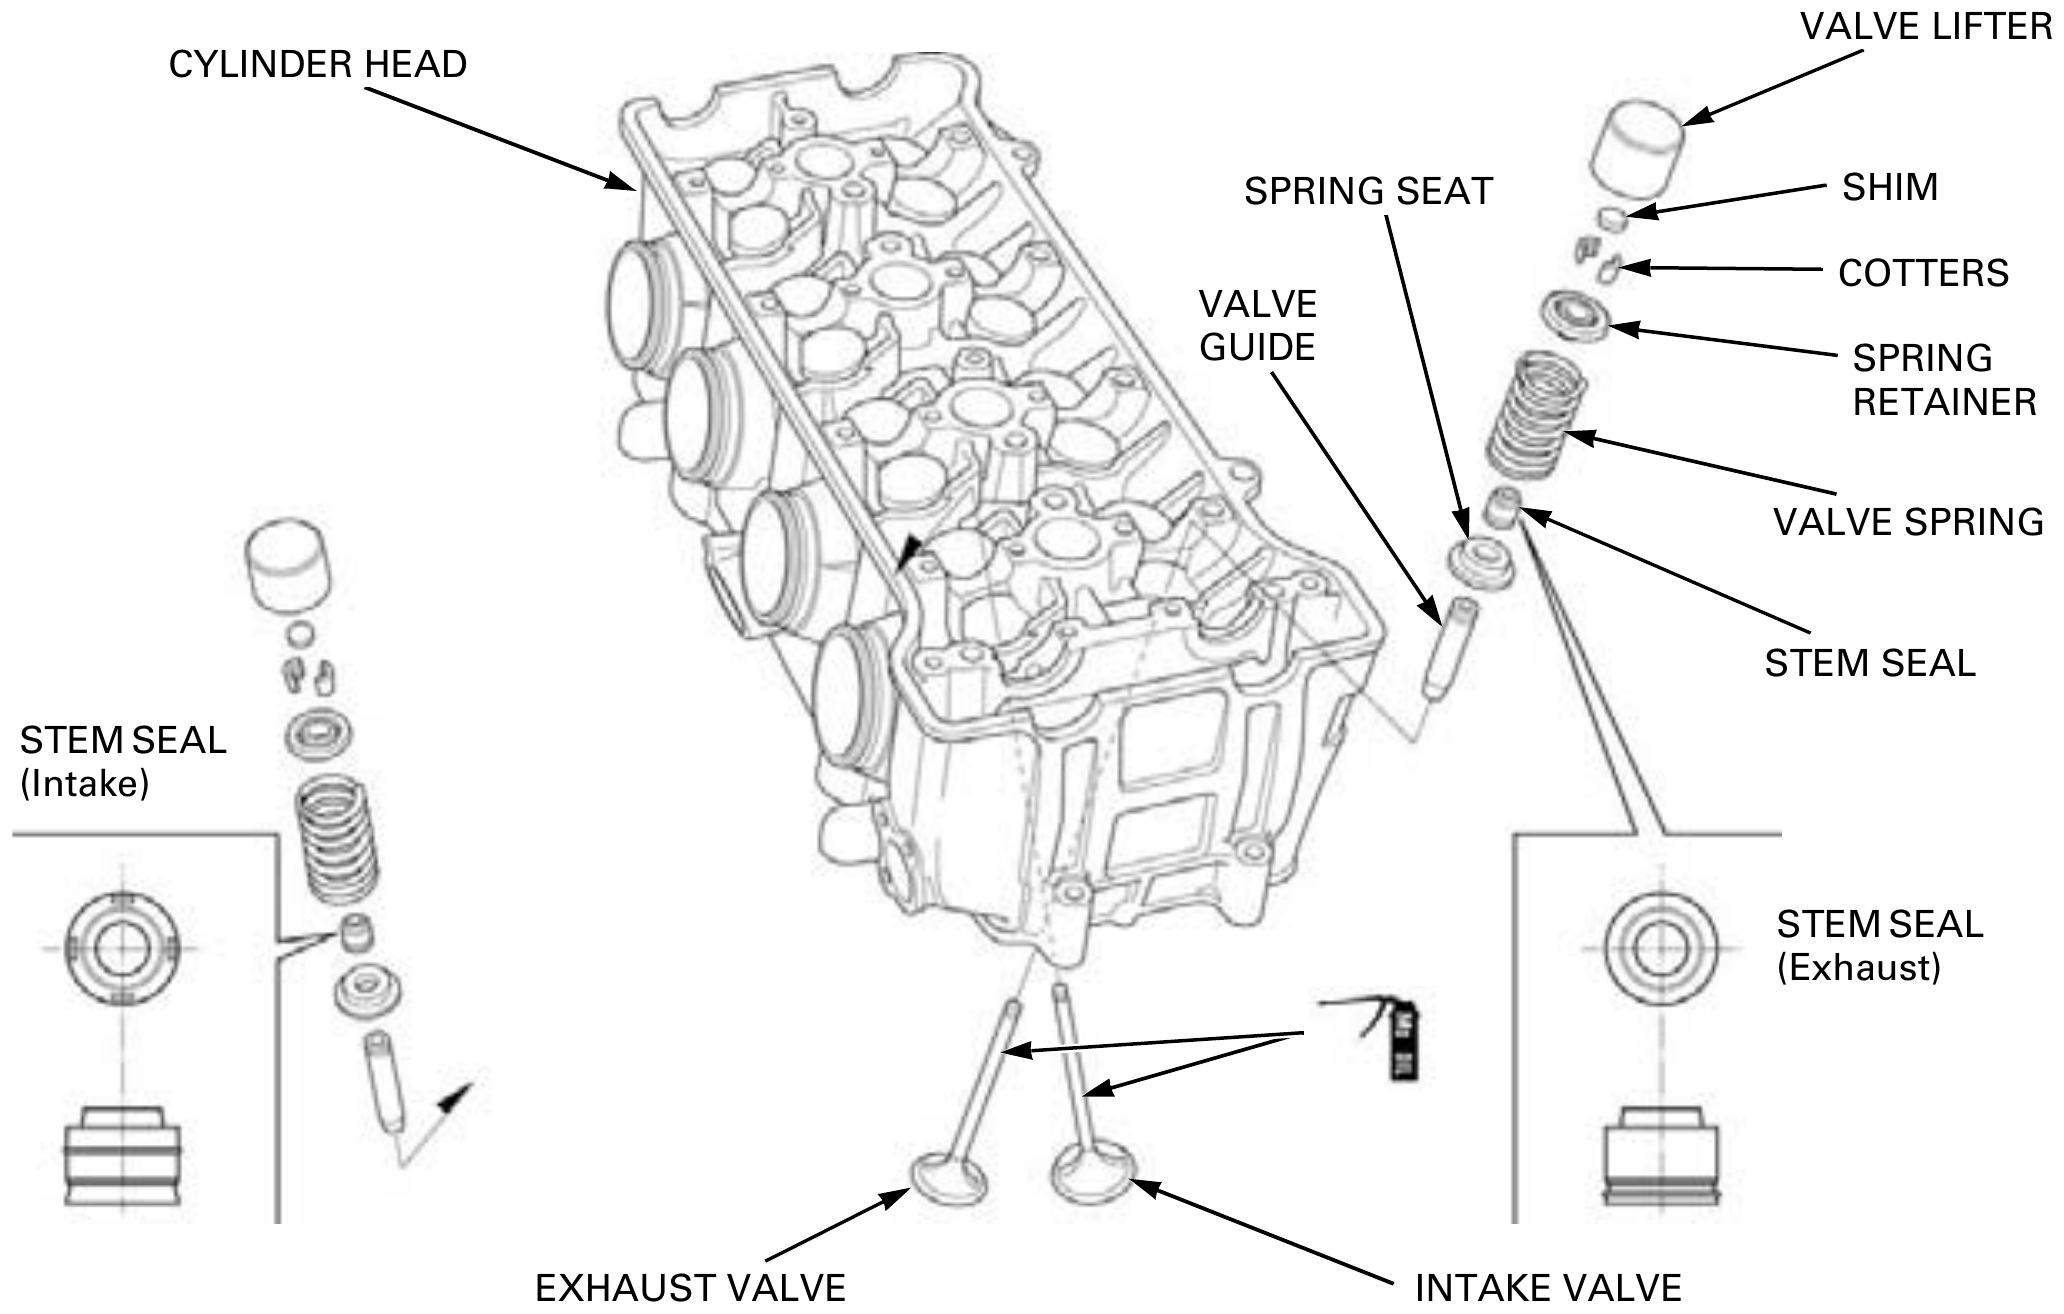 VALVE LIFTER
CYLINDER HEAD
SHIM
SPRING SEAT
COTTERS
VALVE
GUIDE
SPRING
RETAINER
VALVE SPRING
STEM SEAL
STEM SEAL
(Intake)
STEM SEAL
(Exhaust)
EXHAUST VALVE
INTAKE VALVE